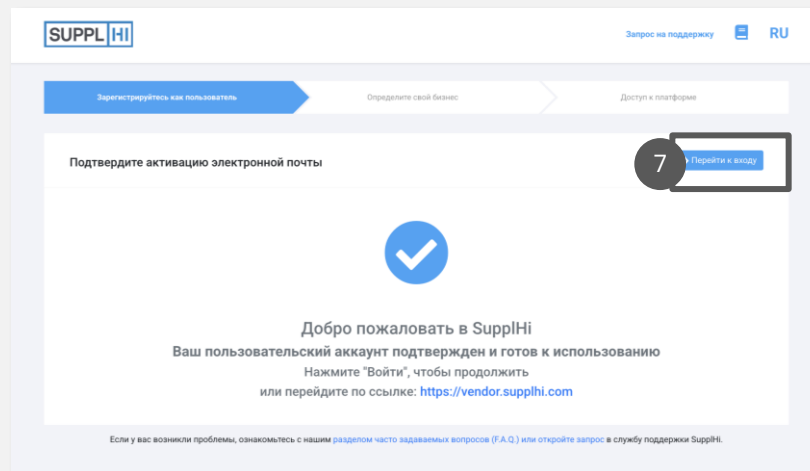 SUPPLHI
Запрос на поддержку
RU
Зарегистрируйтесь как пользователь
Определите свой бизнес
Доступ к платформе
Подтвердите активацию электронной почты
7
Перейти к входу
Добро пожаловать в SupplHi
Ваш пользовательский аккаунт подтвержден и готов к использованию
Нажмите "Войти", чтобы продолжить
или перейдите по ссылке: https://vendor.supplhi.com
Если у вас возникли проблемы, ознакомьтесь с нашим разделом часто задаваемых вопросов (F.A.Q.) или откройте запрос в службу поддержки SupplHi.